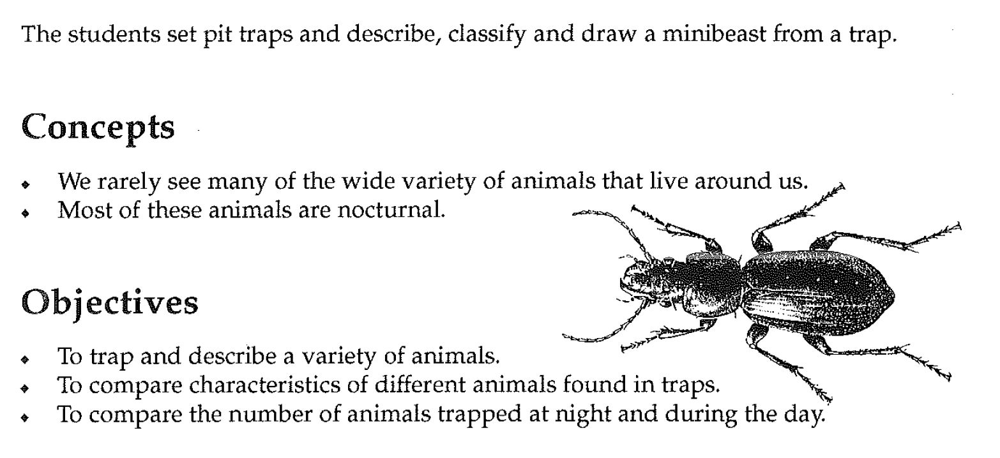 The students set pit traps and describe, classify and draw a minibeast from a trap.
Concepts
We rarely see many of the wide variety of animals that live around us.
Most of these animals are nocturnal.
Objectives
To trap and describe a variety of animals.
To compare characteristics of different animals found in traps.
To compare the number of animals trapped at night and during the day.